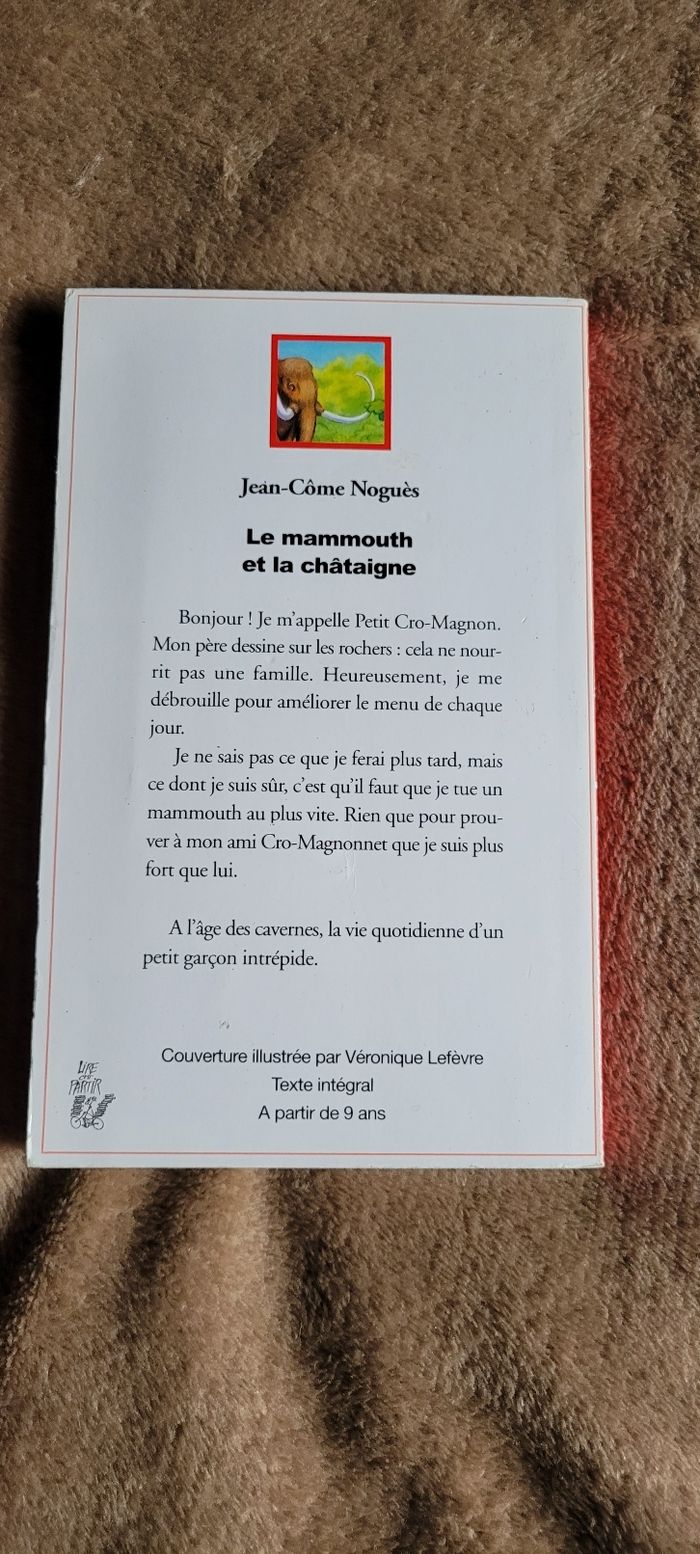 Jean-Côme Noguès
Le mammouth
et la châtaigne
Bonjour ! Je m'appelle Petit Cro-Magnon.
Mon père dessine sur les rochers : cela ne nour-
rit pas une famille. Heureusement, je me
débrouille pour améliorer le menu de chaque
jour.
Je ne sais pas ce que je ferai plus tard, mais
ce dont je suis sûr, c'est qu'il faut que je tue un
mammouth au plus vite. Rien que pour prou-
ver à mon ami Cro-Magnonnet que je suis plus
fort que lui.
A l'âge des cavernes, la vie quotidienne d'un
petit garçon intrépide.
Couverture illustrée par Véronique Lefèvre
Texte intégral
A partir de 9 ans
LIRE
c'est
PARTIR